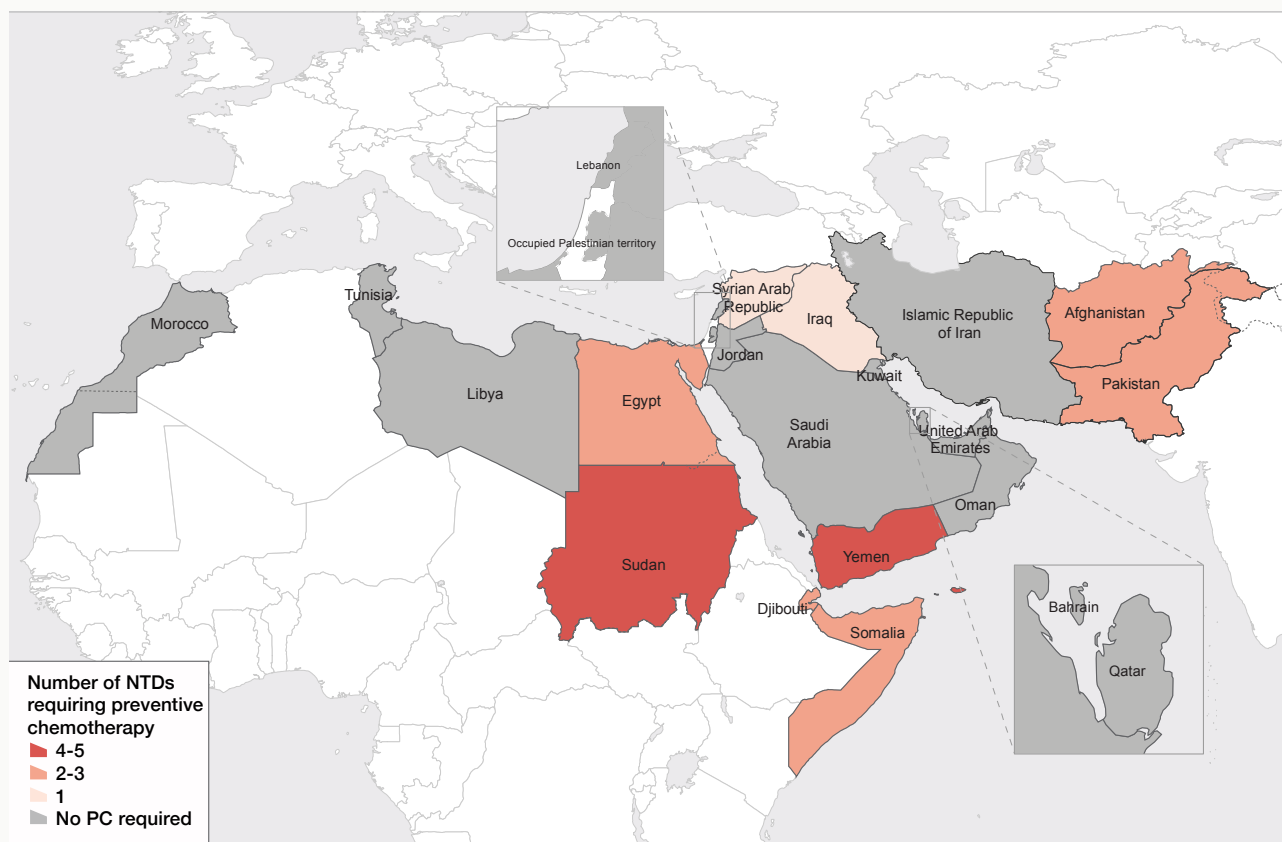 Lebanon
Occupied Palestinian territory
Tunisia
Morocco
Syrian Arab
Republic
Iraq
Islamic Republic
of Iran
Afghanistan
Jordan
Kuwait
Pakistan
Libya
Egypt
Saudi
Arabia
United Arab
Emirates
Oman
Sudan
Yemen
Djibouti
Somalia
Bahrain
Qatar
Number of NTDs
requiring preventive
chemotherapy
4-5
2-3
1
No PC required